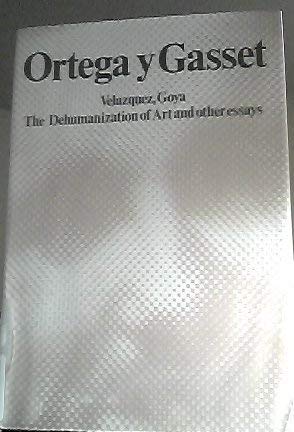 Ortega y Gasset
Velazquez, Goya
The Dehumanization of Art and other essays